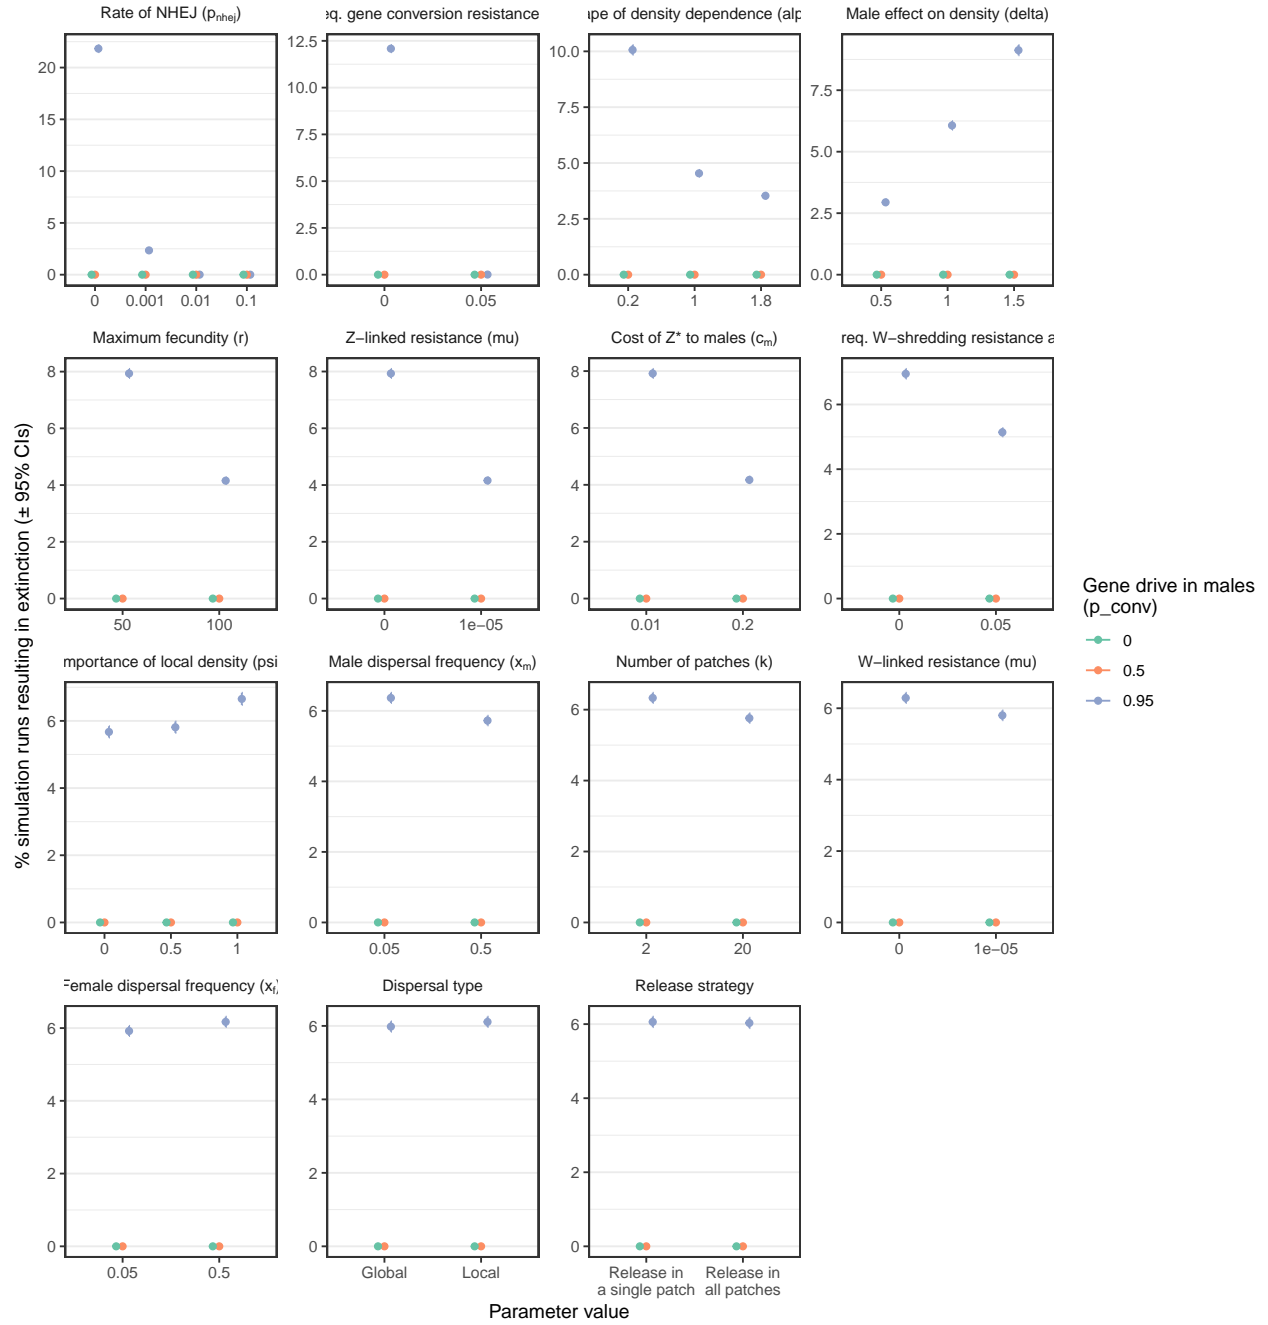 Rate of NHEJ (pnhej)
eq. gene conversion resistance
ape of density dependence (alp
Male effect on density (delta)
20
15
10
5
0
0 0.001 0.01 0.1
12.5
10.0
7.5
5.0
2.5
0.0
0 0.05
10.0
7.5
5.0
2.5
0.0
0.2 1 1.8
7.5
5.0
2.5
0.0
0.5 1 1.5
Maximum fecundity (r)
Z−linked resistance (mu)
Cost of Z* to males (cm)
req. W−shredding resistance a
8
6
4
2
0
50 100
8
6
4
2
0
0 1e−05
8
6
4
2
0
0.01 0.2
6
4
2
0
0 0.05
mportance of local density (psi
Male dispersal frequency (xm)
Number of patches (k)
W−linked resistance (mu)
6
4
2
0
0 0.5 1
6
4
2
0
0.05 0.5
6
4
2
0
2 20
6
4
2
0
0 1e−05
Female dispersal frequency (xf)
Dispersal type
Release strategy
6
4
2
0
0.05 0.5
6
4
2
0
Global Local
6
4
2
0
Release in
a single patch
Release in
all patches
Parameter value
% simulation runs resulting in extinction (± 95% CIs)
Gene drive in males
(p_conv)
0
0.5
0.95